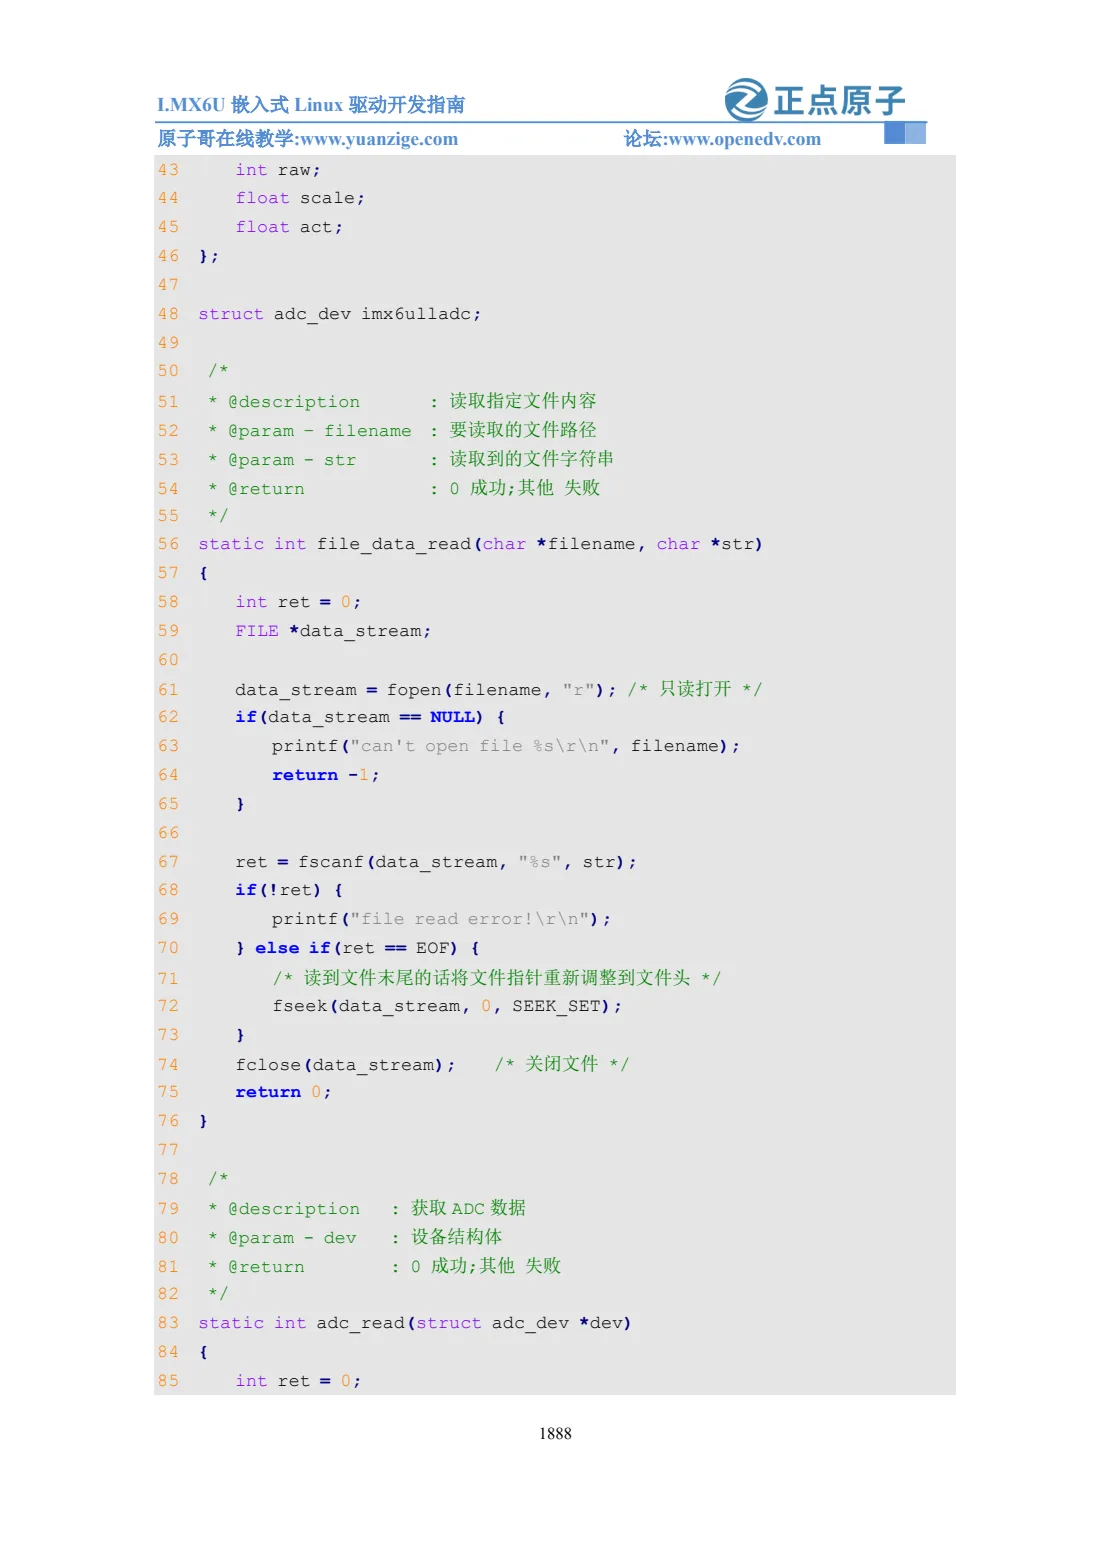 I.MX6U 嵌入式 Linux 驱动开发指南
正点原子
原子哥在线教学:www.yuanzige.com 论坛:www.openedv.com
43 int raw;
44 float scale;
45 float act;
46 };
47
48 struct adc_dev imx6ulladc;
49
50 /*
51 * @description : 读取指定文件内容
52 * @param – filename : 要读取的文件路径
53 * @param - str : 读取到的文件字符串
54 * @return : 0 成功;其他 失败
55 */
56 static int file_data_read(char *filename, char *str)
57 {
58 int ret = 0;
59 FILE *data_stream;
60
61 data_stream = fopen(filename, "r"); /* 只读打开 */
62 if(data_stream == NULL) {
63 printf("can't open file %s\r\n", filename);
64 return -1;
65 }
66
67 ret = fscanf(data_stream, "%s", str);
68 if(!ret) {
69 printf("file read error!\r\n");
70 } else if(ret == EOF) {
71 /* 读到文件末尾的话将文件指针重新调整到文件头 */
72 fseek(data_stream, 0, SEEK_SET);
73 }
74 fclose(data_stream); /* 关闭文件 */
75 return 0;
76 }
77
78 /*
79 * @description : 获取 ADC 数据
80 * @param - dev : 设备结构体
81 * @return : 0 成功;其他 失败
82 */
83 static int adc_read(struct adc_dev *dev)
84 {
85 int ret = 0;
1888